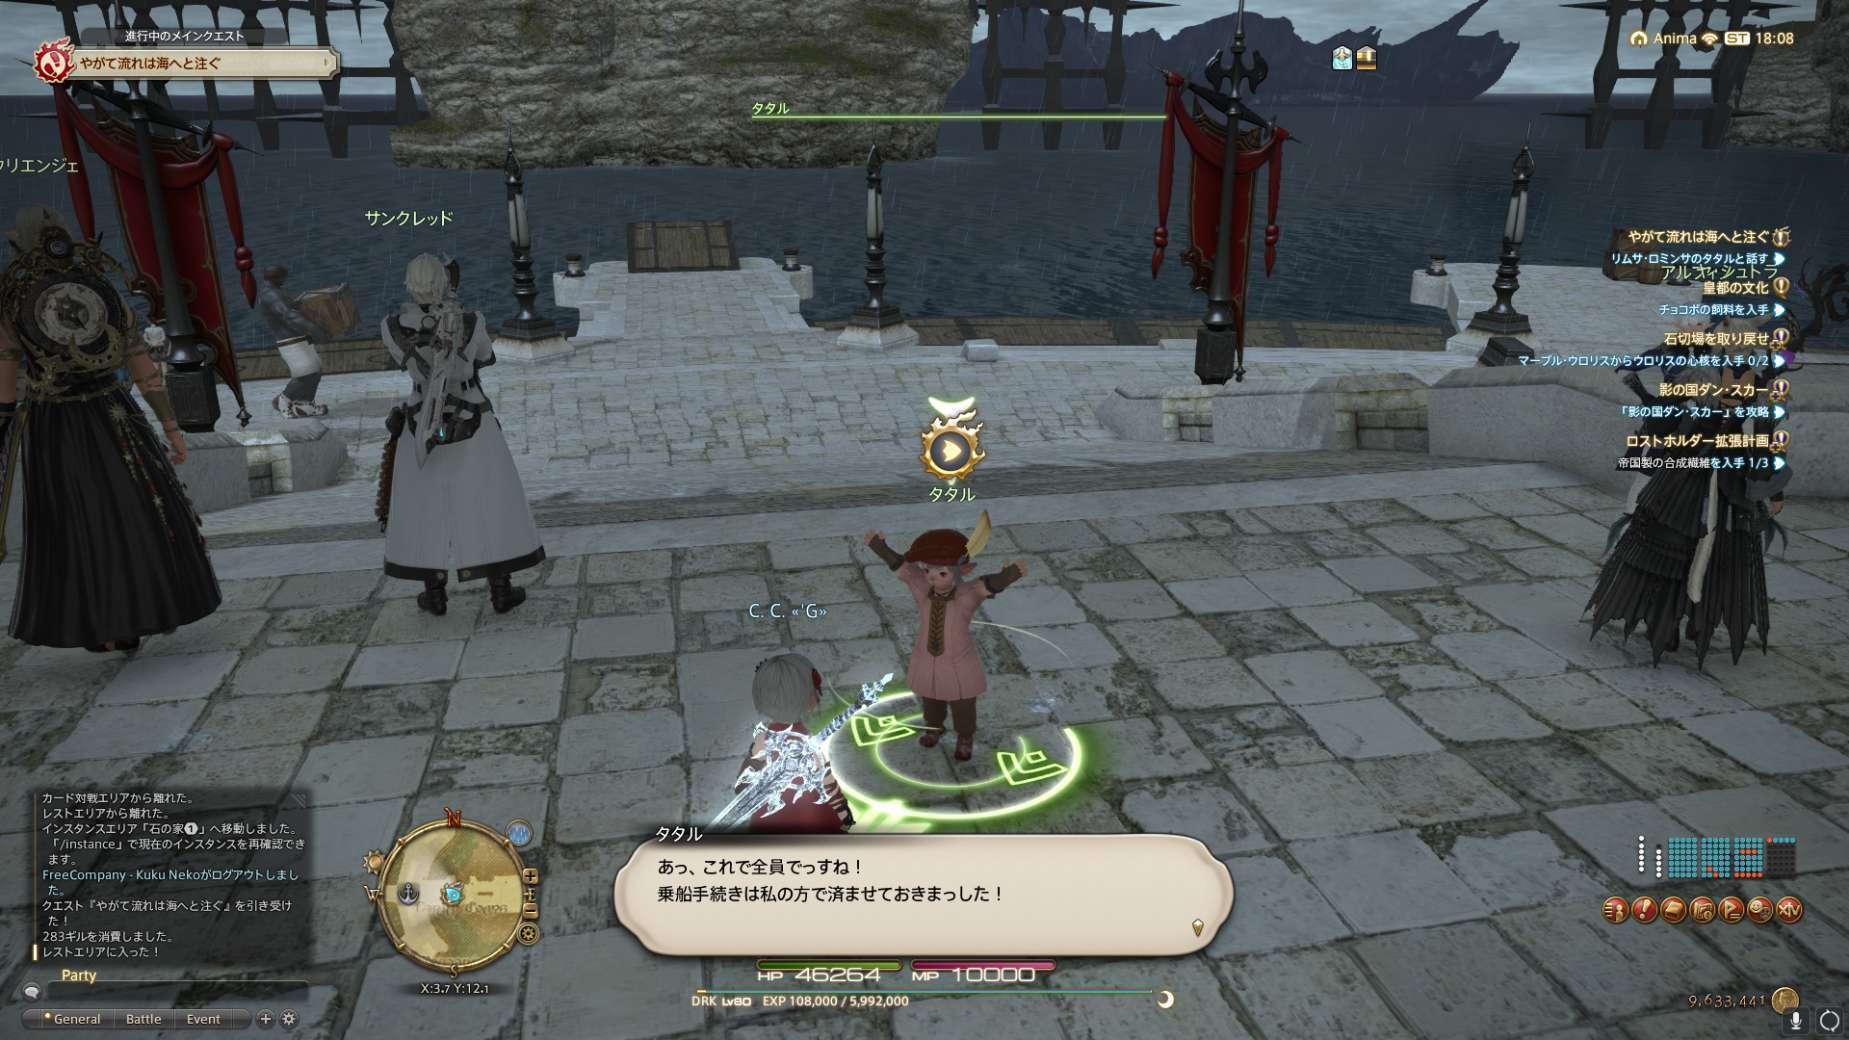 進行中のメインクエスト
やがて流れは海へと注ぐ
Anima ST 18:08
タタル
ウリエンジェ
サンクレッド
やがて流れは海へと注ぐ
リムサ・ロミンサのタタルと話す
アルフィ シュトラ
皇都の文化
チョコボの飼料を入手
石切場を取り戻せ
マーブル・ウロリスからウロリスの心核を入手 0/2
影の国ダン・スカー
「影の国ダン・スカー」を攻略
ロストホルダー拡張計画
帝国製の合成繊維を入手 1/3
タタル
C. C. «'G»
タタル
あっ、これで全員でっすね！
乗船手続きは私の方で済ませておきまっした！
カード対戦エリアから離れた。
レストエリアから離れた。
インスタンスエリア「石の家1」へ移動しました。
「/instance」で現在のインスタンスを再確認でき
ます。
FreeCompany - Kuku Nekoがログアウトしまし
た。
クエスト『やがて流れは海へと注ぐ』を引き受け
た！
283ギルを消費しました。
レストエリアに入った！
Party
General Battle Event
N
S
X:3.7 Y:12.1
HP 46264 MP 10000
DRK Lv80 EXP 108,000 / 5,992,000
XIV
9,633,441